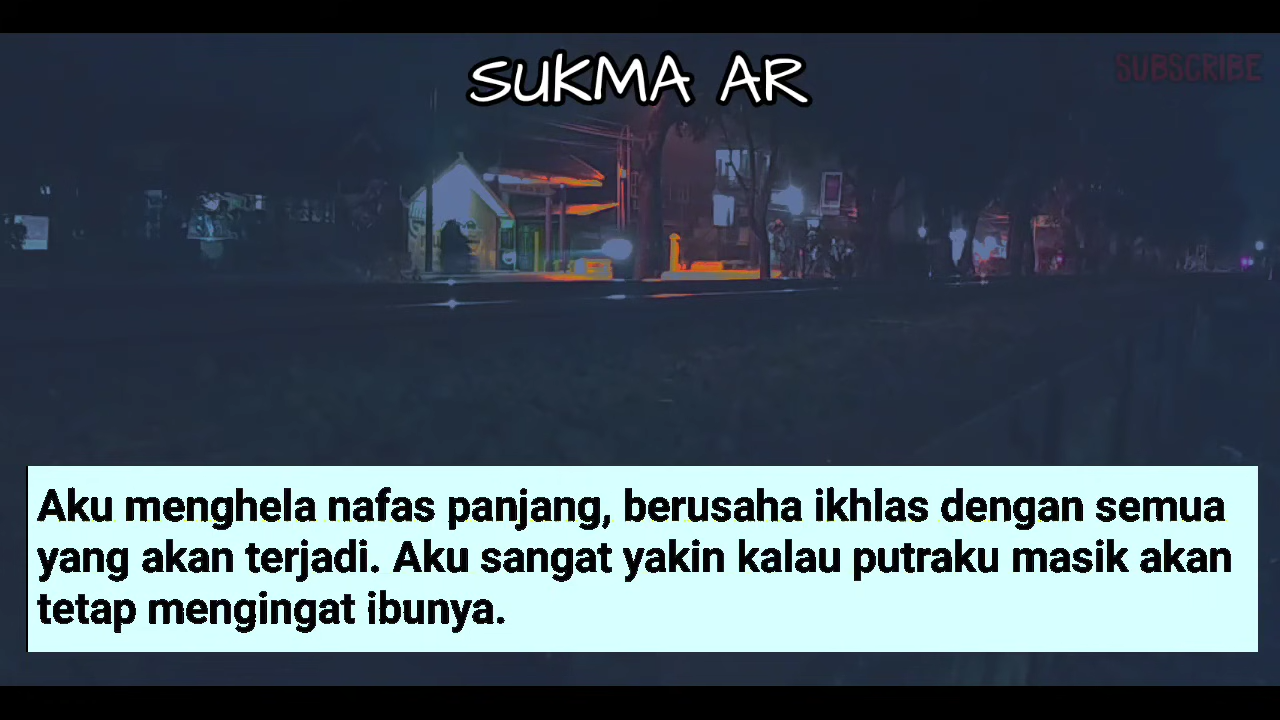 SUKMA AR
SUBSCRIBE
Aku menghela nafas panjang, berusaha ikhlas dengan semua
yang akan terjadi. Aku sangat yakin kalau putraku masik akan
tetap mengingat ibunya.